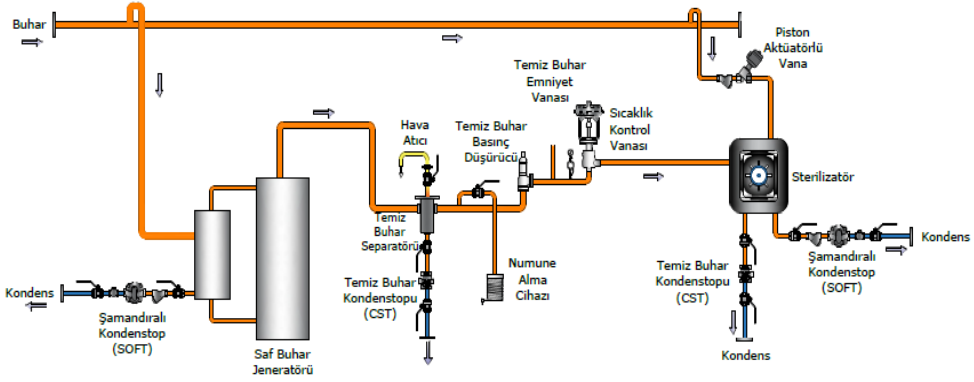 Buhar
Piston
Aktüatörlü
Vana
Temiz Buhar
Emniyet
Vanası
Sıcaklık
Kontrol
Vanası
Hava
Atıcı
Temiz Buhar
Basınç
Düşürücü
Sterilizatör
Temiz
Buhar
Separatörü
Temiz Buhar
Kondenstopu
(CST)
Numune
Alma
Cihazı
Kondens
Şamandıralı
Kondenstop
(SOFT)
Saf Buhar
Jeneratörü
Temiz Buhar
Kondenstopu
(CST)
Kondens
Şamandıralı
Kondenstop
(SOFT)
Kondens